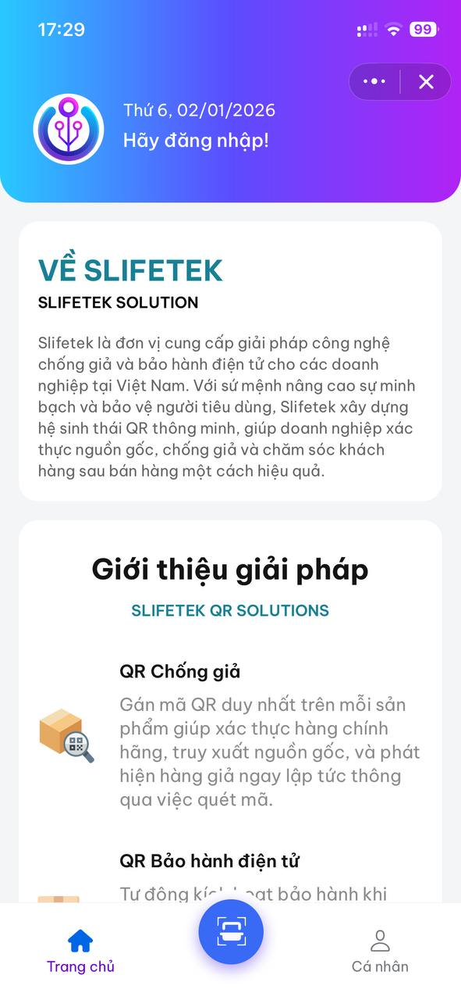 17:29
99
Thứ 6, 02/01/2026
Hãy đăng nhập!
VỀ SLIFETEK
SLIFETEK SOLUTION
Slifetek là đơn vị cung cấp giải pháp công nghệ
chống giả và bảo hành điện tử cho các doanh
nghiệp tại Việt Nam. Với sứ mệnh nâng cao sự minh
bạch và bảo vệ người tiêu dùng, Slifetek xây dựng
hệ sinh thái QR thông minh, giúp doanh nghiệp xác
thực nguồn gốc, chống giả và chăm sóc khách
hàng sau bán hàng một cách hiệu quả.
Giới thiệu giải pháp
SLIFETEK QR SOLUTIONS
QR Chống giả
Gán mã QR duy nhất trên mỗi sản
phẩm giúp xác thực hàng chính
hãng, truy xuất nguồn gốc, và phát
hiện hàng giả ngay lập tức thông
qua việc quét mã.
QR Bảo hành điện tử
Tự động kích hoạt bảo hành khi
Trang chủ
Cá nhân